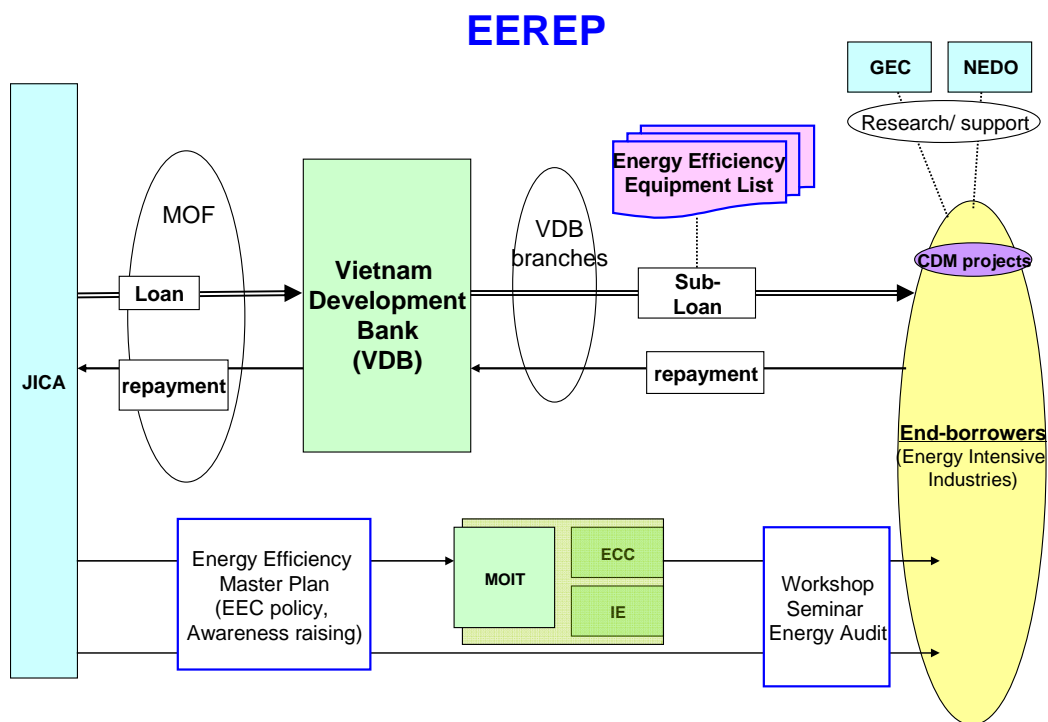 EEREP
GEC
NEDO
Research/ support
Energy Efficiency
Equipment List
MOF
VDB
branches
CDM projects
Vietnam
Development
Bank
(VDB)
Loan
Sub-
Loan
JICA
repayment
repayment
End-borrowers
(Energy Intensive
Industries)
Energy Efficiency
Master Plan
(EEC policy,
Awareness raising)
MOIT
ECC
IE
Workshop
Seminar
Energy Audit